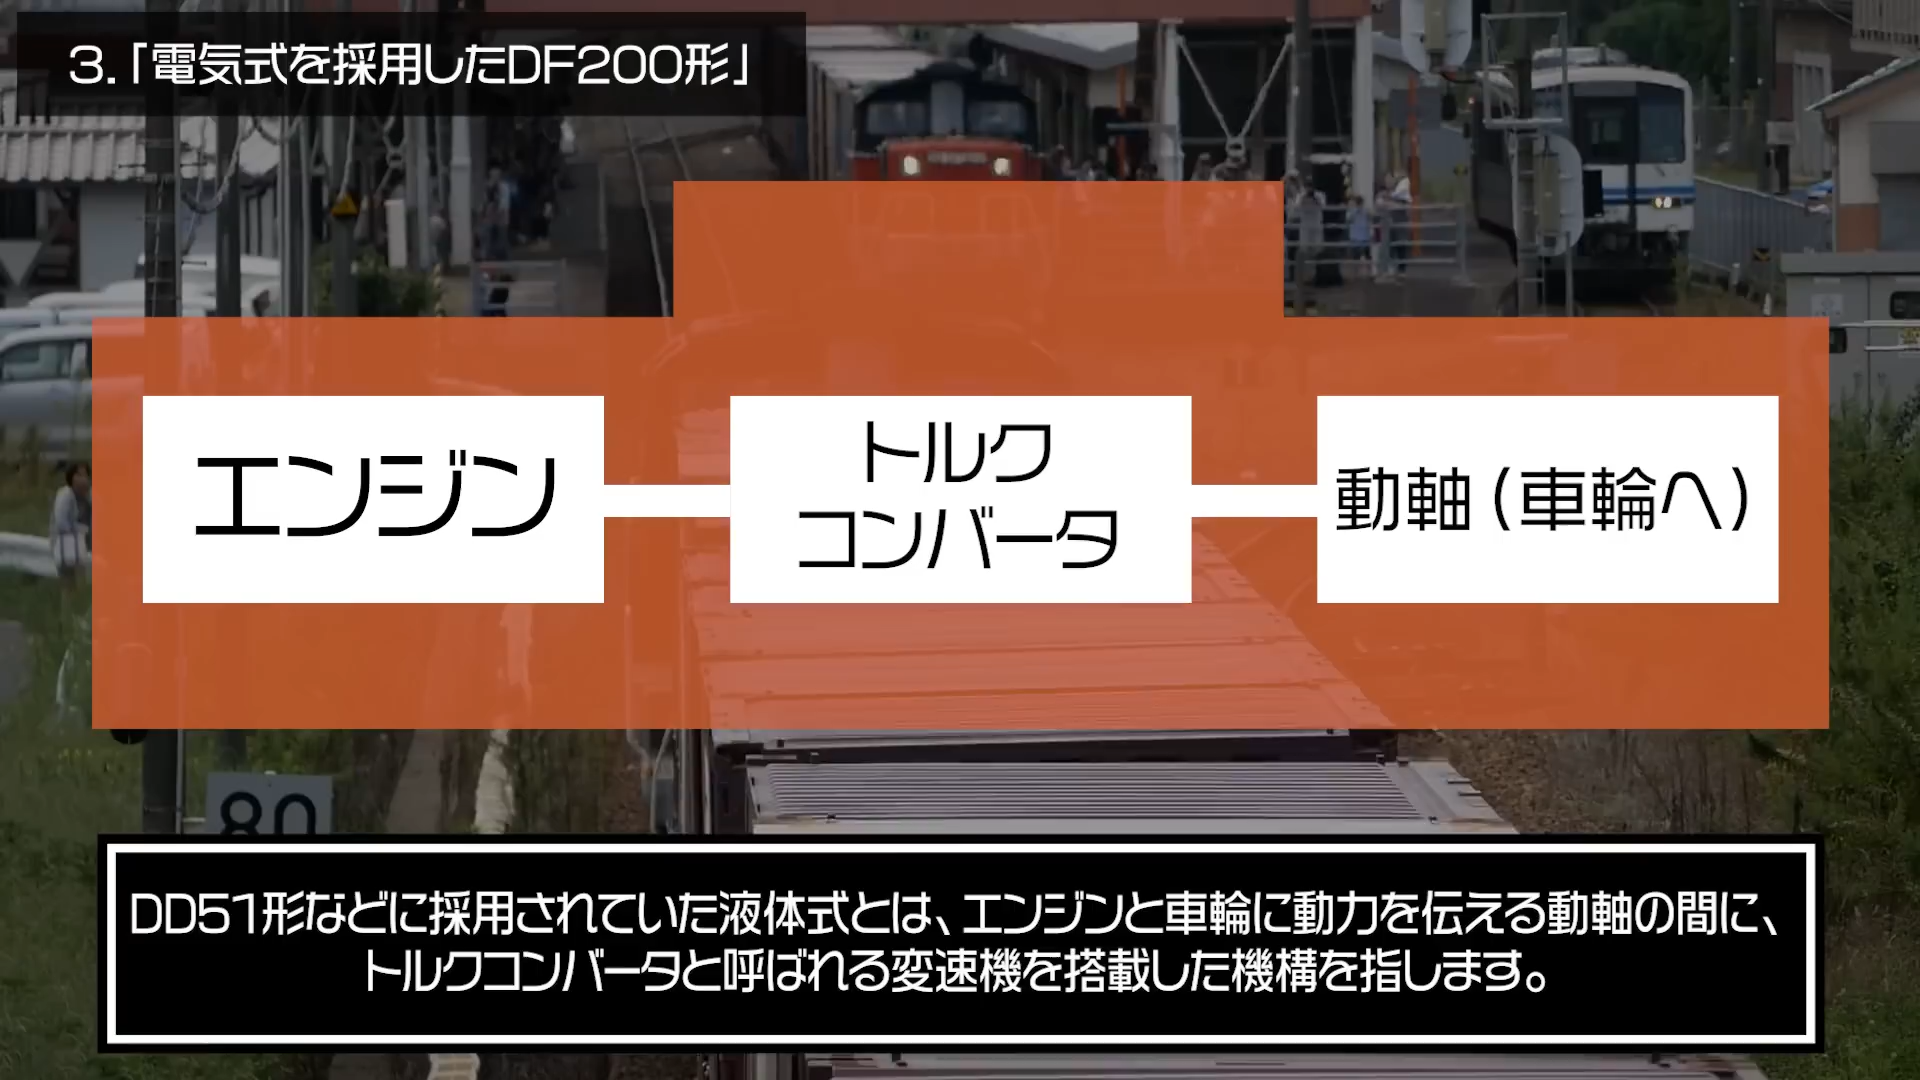 3.「電気式を採用したDF200形」
エンジン
トルク
コンバータ
動軸（車輪へ）
80
DD51形などに採用されていた液体式とは、エンジンと車輪に動力を伝える動軸の間に、
トルクコンバータと呼ばれる変速機を搭載した機構を指します。